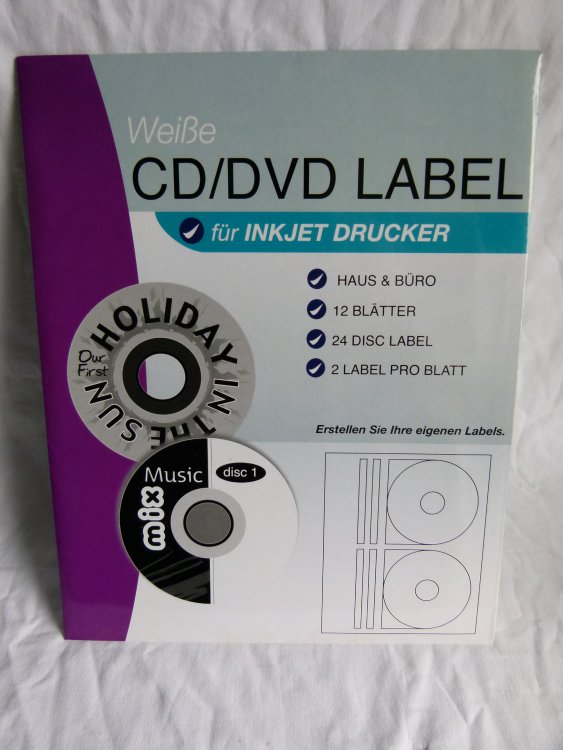 Weiße
CD/DVD LABEL
für INKJET DRUCKER
HAUS & BÜRO
12 BLÄTTER
24 DISC LABEL
2 LABEL PRO BLATT
Our
First
HOLIDAY IN THE SUN
Erstellen Sie Ihre eigenen Labels.
Music
disc 1
mix